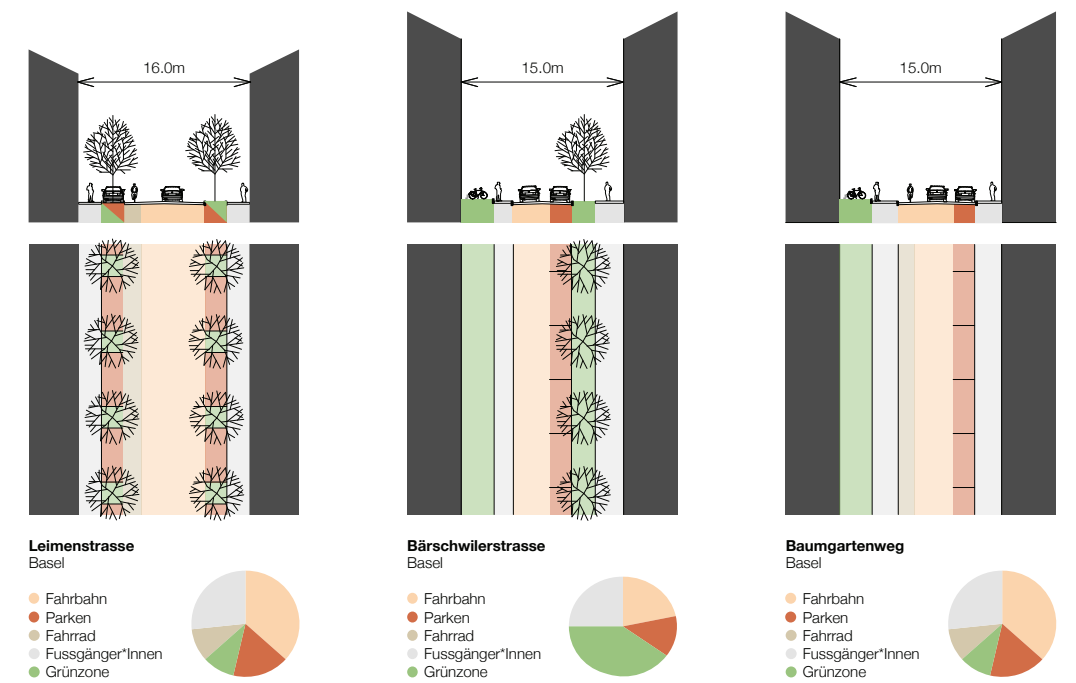 16.0m
15.0m
15.0m
Leimenstrasse
Basel
Fahrbahn
Parken
Fahrrad
Fussgänger*Innen
Grünzone
Bärschwilerstrasse
Basel
Fahrbahn
Parken
Fahrrad
Fussgänger*Innen
Grünzone
Baumgartenweg
Basel
Fahrbahn
Parken
Fahrrad
Fussgänger*Innen
Grünzone